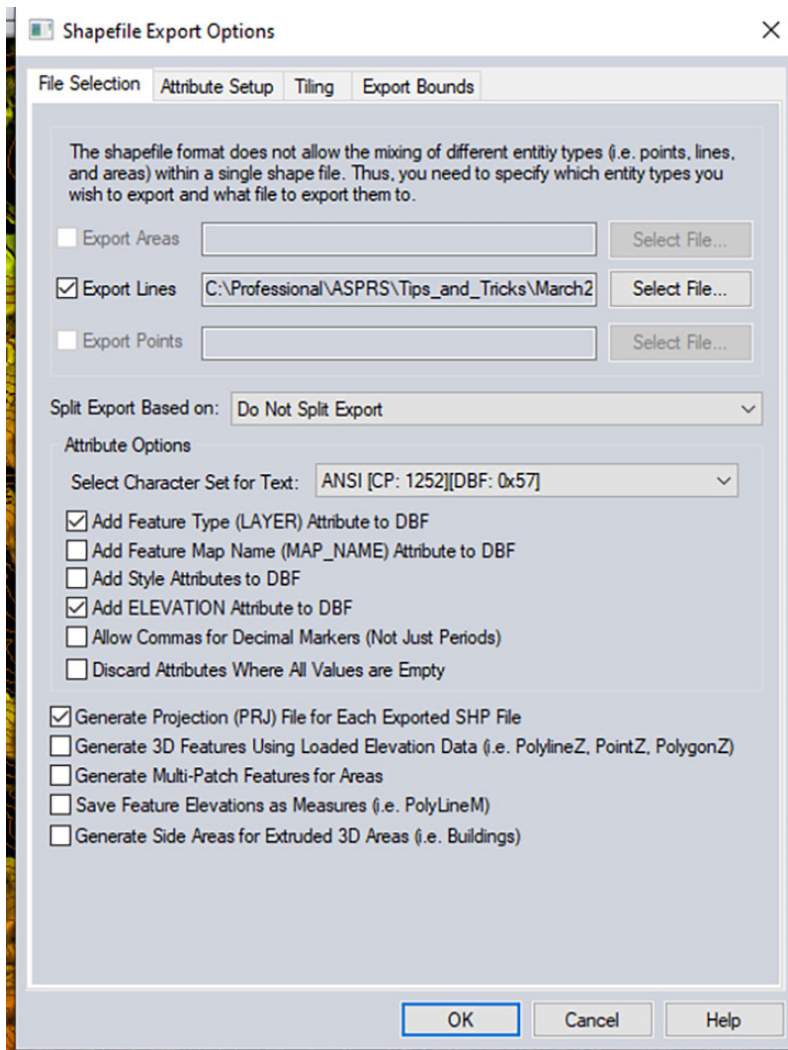 Shapefile Export Options
File Selection Attribute Setup Tiling Export Bounds
The shapefile format does not allow the mixing of different entitiy types (i.e. points, lines,
and areas) within a single shape file. Thus, you need to specify which entity types you
wish to export and what file to export them to.
Export Areas Select File...
Export Lines C:\Professional\ASPRS\Tips_and_Tricks\March2 Select File...
Export Points Select File...
Split Export Based on: Do Not Split Export
Attribute Options
Select Character Set for Text: ANSI [CP: 1252][DBF: 0x57]
Add Feature Type (LAYER) Attribute to DBF
Add Feature Map Name (MAP_NAME) Attribute to DBF
Add Style Attributes to DBF
Add ELEVATION Attribute to DBF
Allow Commas for Decimal Markers (Not Just Periods)
Discard Attributes Where All Values are Empty
Generate Projection (PRJ) File for Each Exported SHP File
Generate 3D Features Using Loaded Elevation Data (i.e. PolylineZ, PointZ, PolygonZ)
Generate Multi-Patch Features for Areas
Save Feature Elevations as Measures (i.e. PolyLineM)
Generate Side Areas for Extruded 3D Areas (i.e. Buildings)
OK Cancel Help